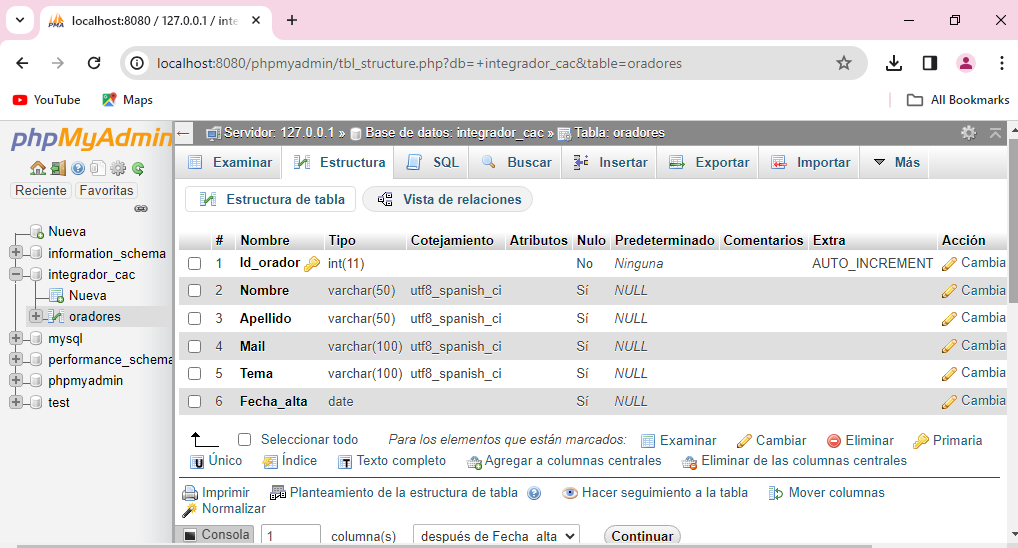 localhost:8080 / 127.0.0.1 / inte
localhost:8080/phpmyadmin/tbl_structure.php?db=+integrador_cac&table=oradores
YouTube Maps All Bookmarks
phpMyAdmin
Reciente Favoritas
Nueva
information_schema
integrador_cac
Nueva
oradores
mysql
performance_schema
phpmyadmin
test
Servidor: 127.0.0.1 » Base de datos: integrador_cac » Tabla: oradores
Examinar Estructura SQL Buscar Insertar Exportar Importar Más
Estructura de tabla Vista de relaciones
# Nombre Tipo Cotejamiento Atributos Nulo Predeterminado Comentarios Extra Acción
1 Id_orador int(11) No Ninguna AUTO_INCREMENT Cambia
2 Nombre varchar(50) utf8_spanish_ci Sí NULL Cambia
3 Apellido varchar(50) utf8_spanish_ci Sí NULL Cambia
4 Mail varchar(100) utf8_spanish_ci Sí NULL Cambia
5 Tema varchar(100) utf8_spanish_ci Sí NULL Cambia
6 Fecha_alta date Sí NULL Cambia
Seleccionar todo Para los elementos que están marcados: Examinar Cambiar Eliminar Primaria
Único Índice Texto completo Agregar a columnas centrales Eliminar de las columnas centrales
Imprimir Planteamiento de la estructura de tabla Hacer seguimiento a la tabla Mover columnas
Normalizar
Consola 1 columna(s) después de Fecha_alta Continuar